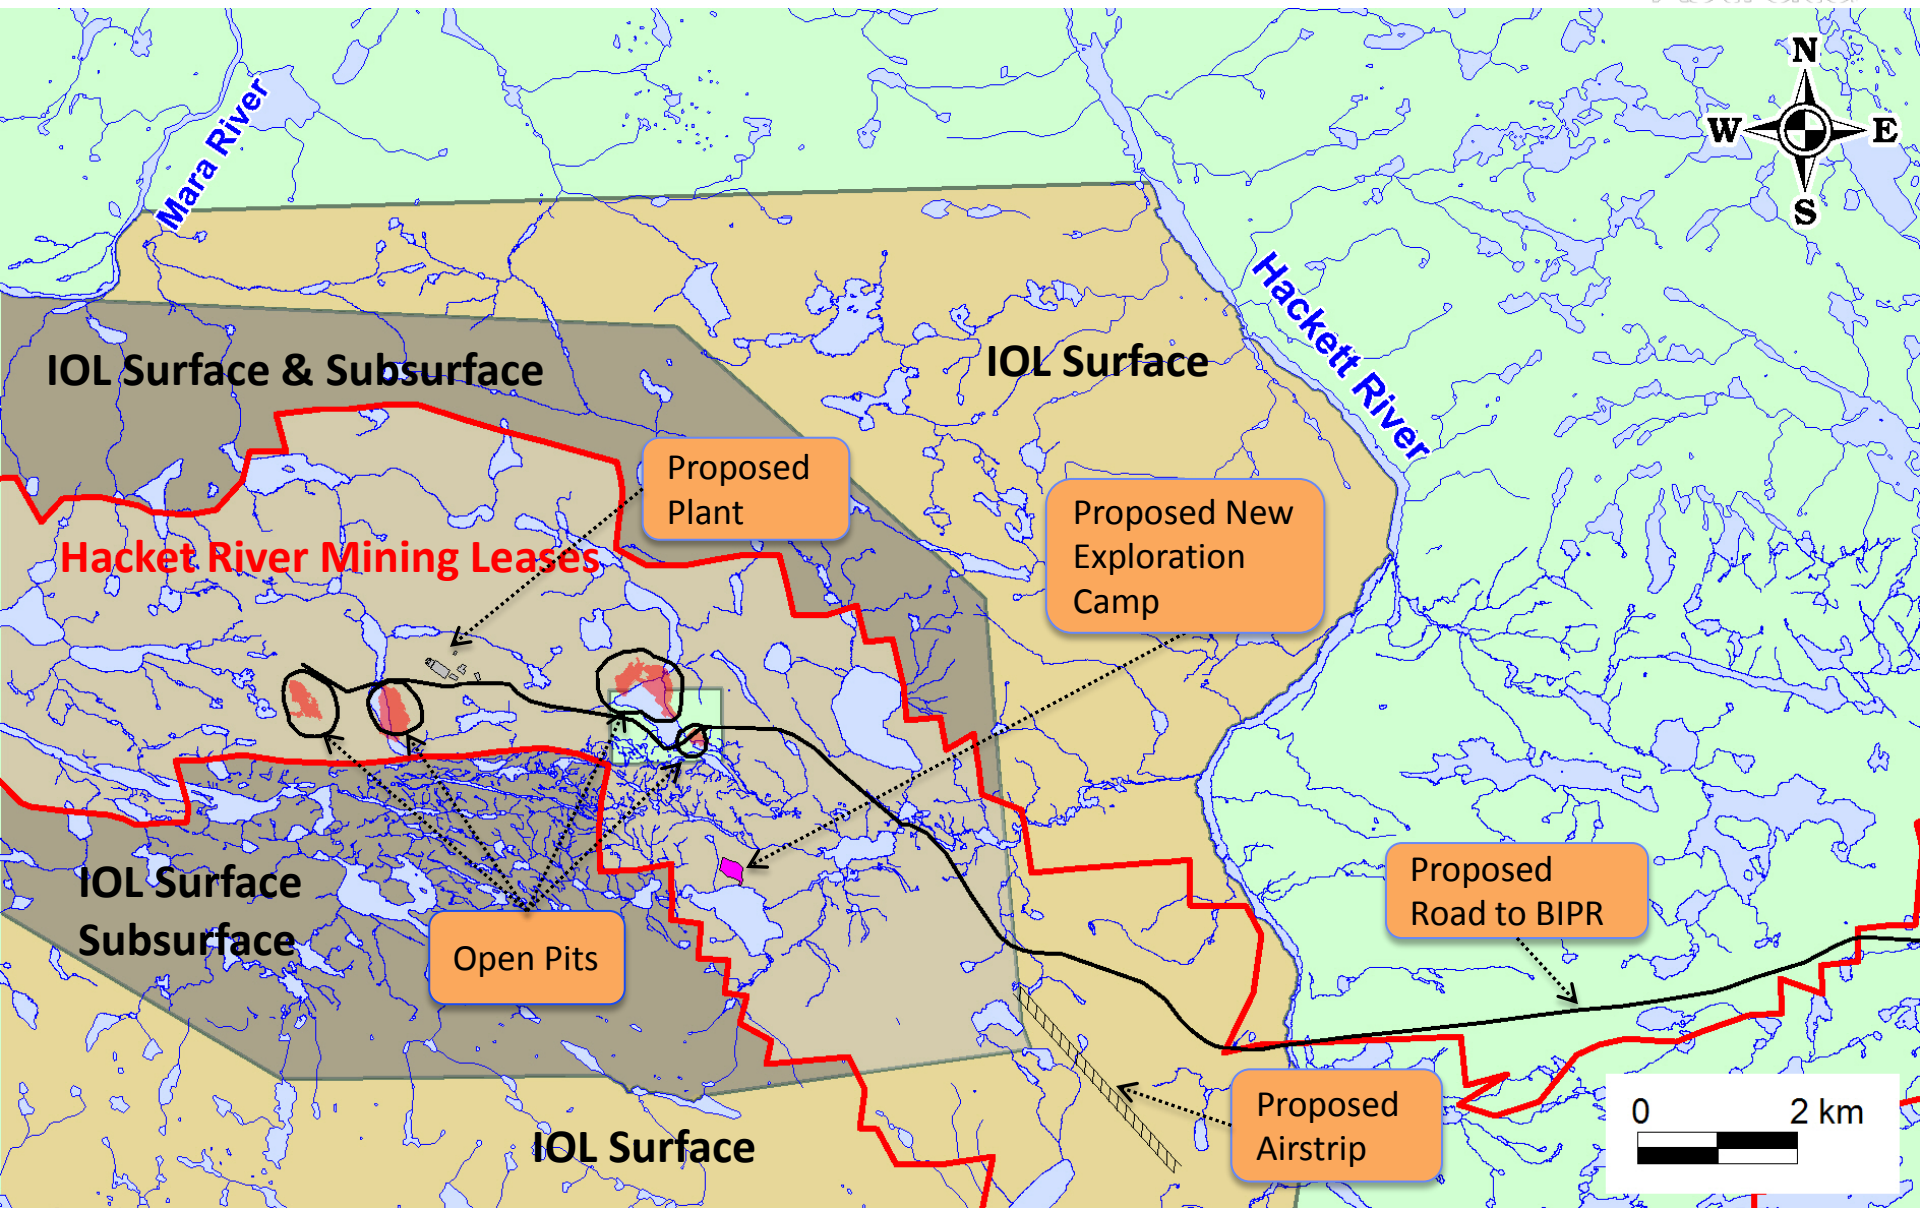 N
W E
S
Mara River
Hackett River
IOL Surface & Subsurface
IOL Surface
Proposed
Plant
Proposed New
Exploration
Camp
Hacket River Mining Leases
IOL Surface
Subsurface
Open Pits
Proposed
Road to BIPR
Proposed
Airstrip
IOL Surface
0 2 km